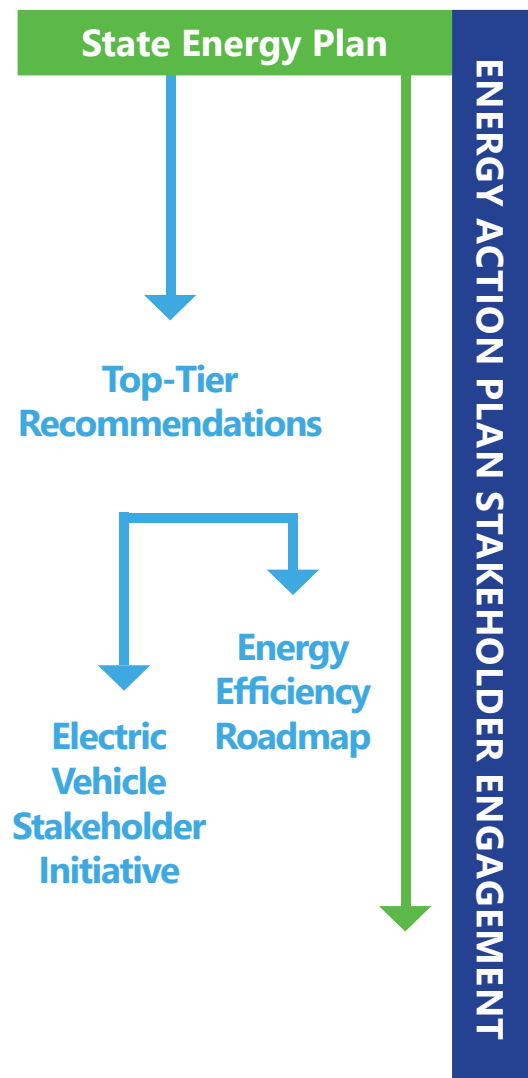 State Energy Plan
ENERGY ACTION PLAN STAKEHOLDER ENGAGEMENT
Top-Tier
Recommendations
Energy
Efficiency
Roadmap
Electric
Vehicle
Stakeholder
Initiative